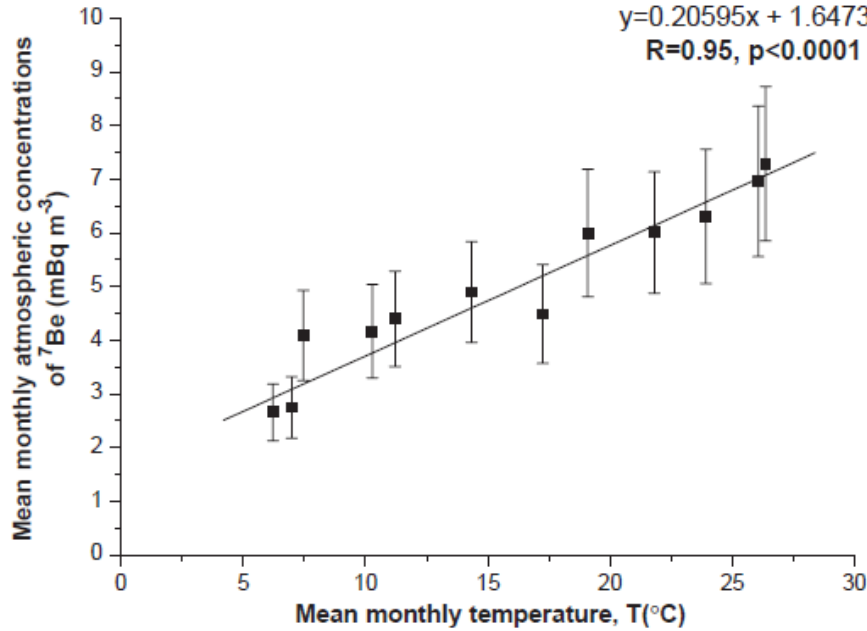 y=0.20595x + 1.6473
R=0.95, p<0.0001
10
9
8
7
6
5
4
3
2
1
0
0 5 10 15 20 25 30
Mean monthly atmospheric concentrations
of ⁷Be (mBq m⁻³)
Mean monthly temperature, T(°C)